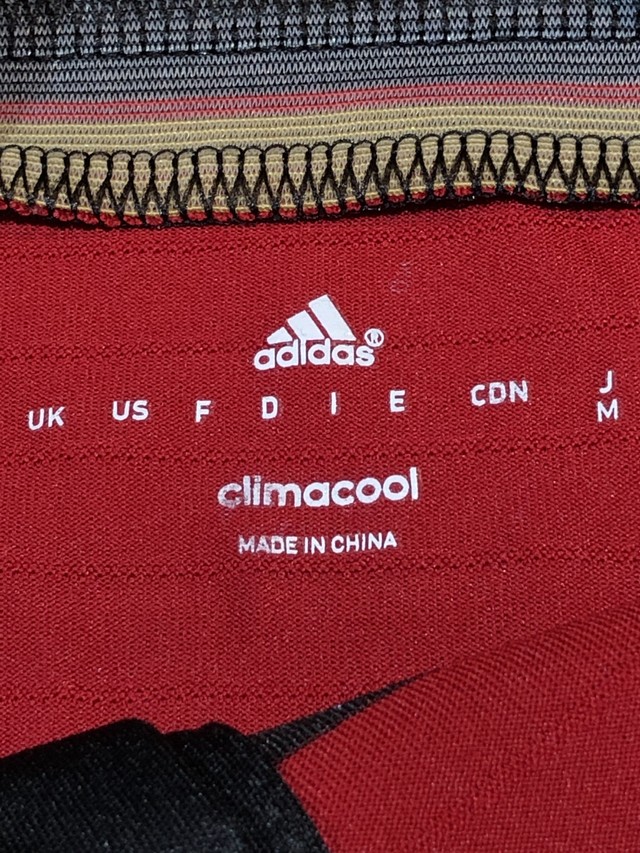 adidas®
UK US F D I E CDN J
M
climacool
MADE IN CHINA